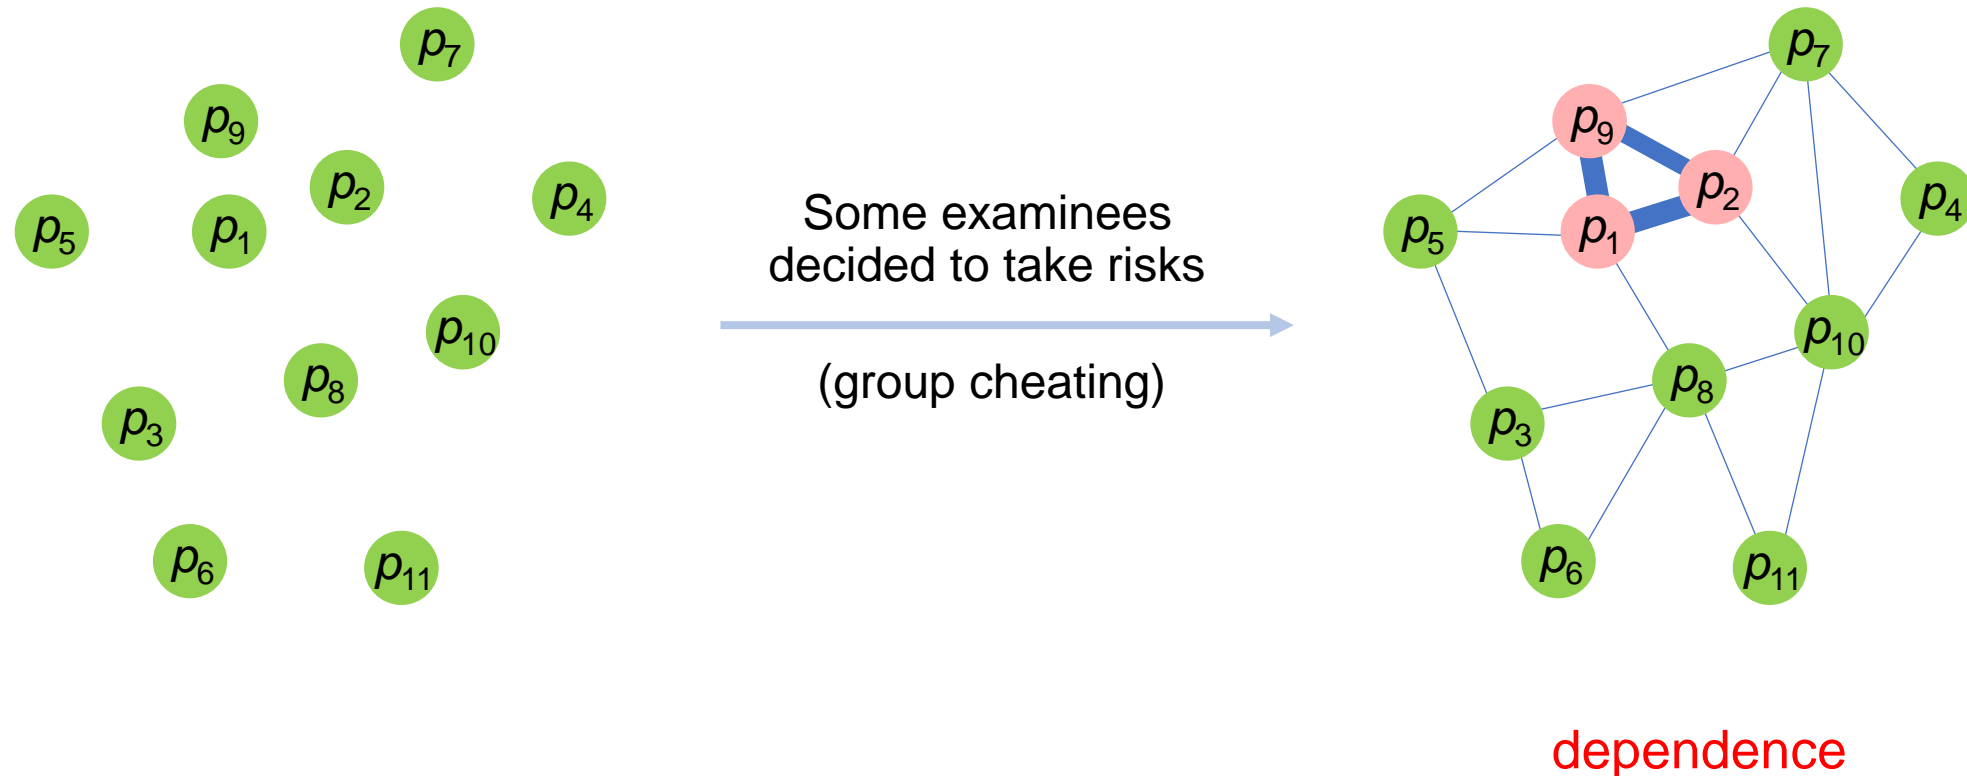 p7
p9
p2
p4
p5
p1
p10
p8
p3
p6
p11
Some examinees
decided to take risks
(group cheating)
p7
p9
p2
p4
p5
p1
p10
p8
p3
p6
p11
dependence